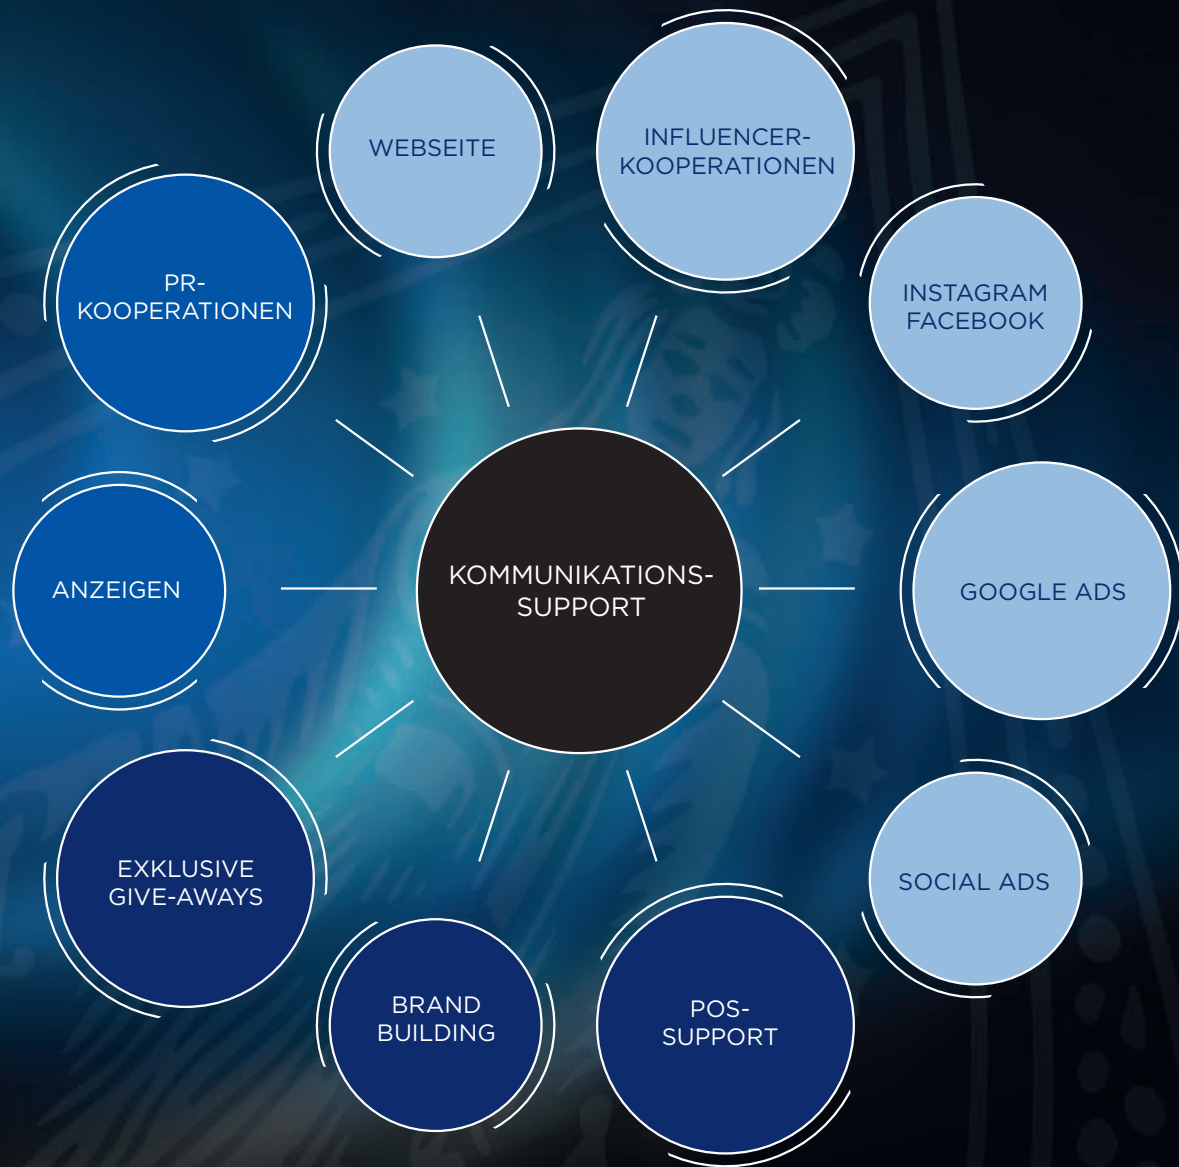 WEBSEITE
INFLUENCER-
KOOPERATIONEN
PR-
KOOPERATIONEN
INSTAGRAM
FACEBOOK
ANZEIGEN
KOMMUNIKATIONS-
SUPPORT
GOOGLE ADS
EXKLUSIVE
GIVE-AWAYS
SOCIAL ADS
BRAND
BUILDING
POS-
SUPPORT